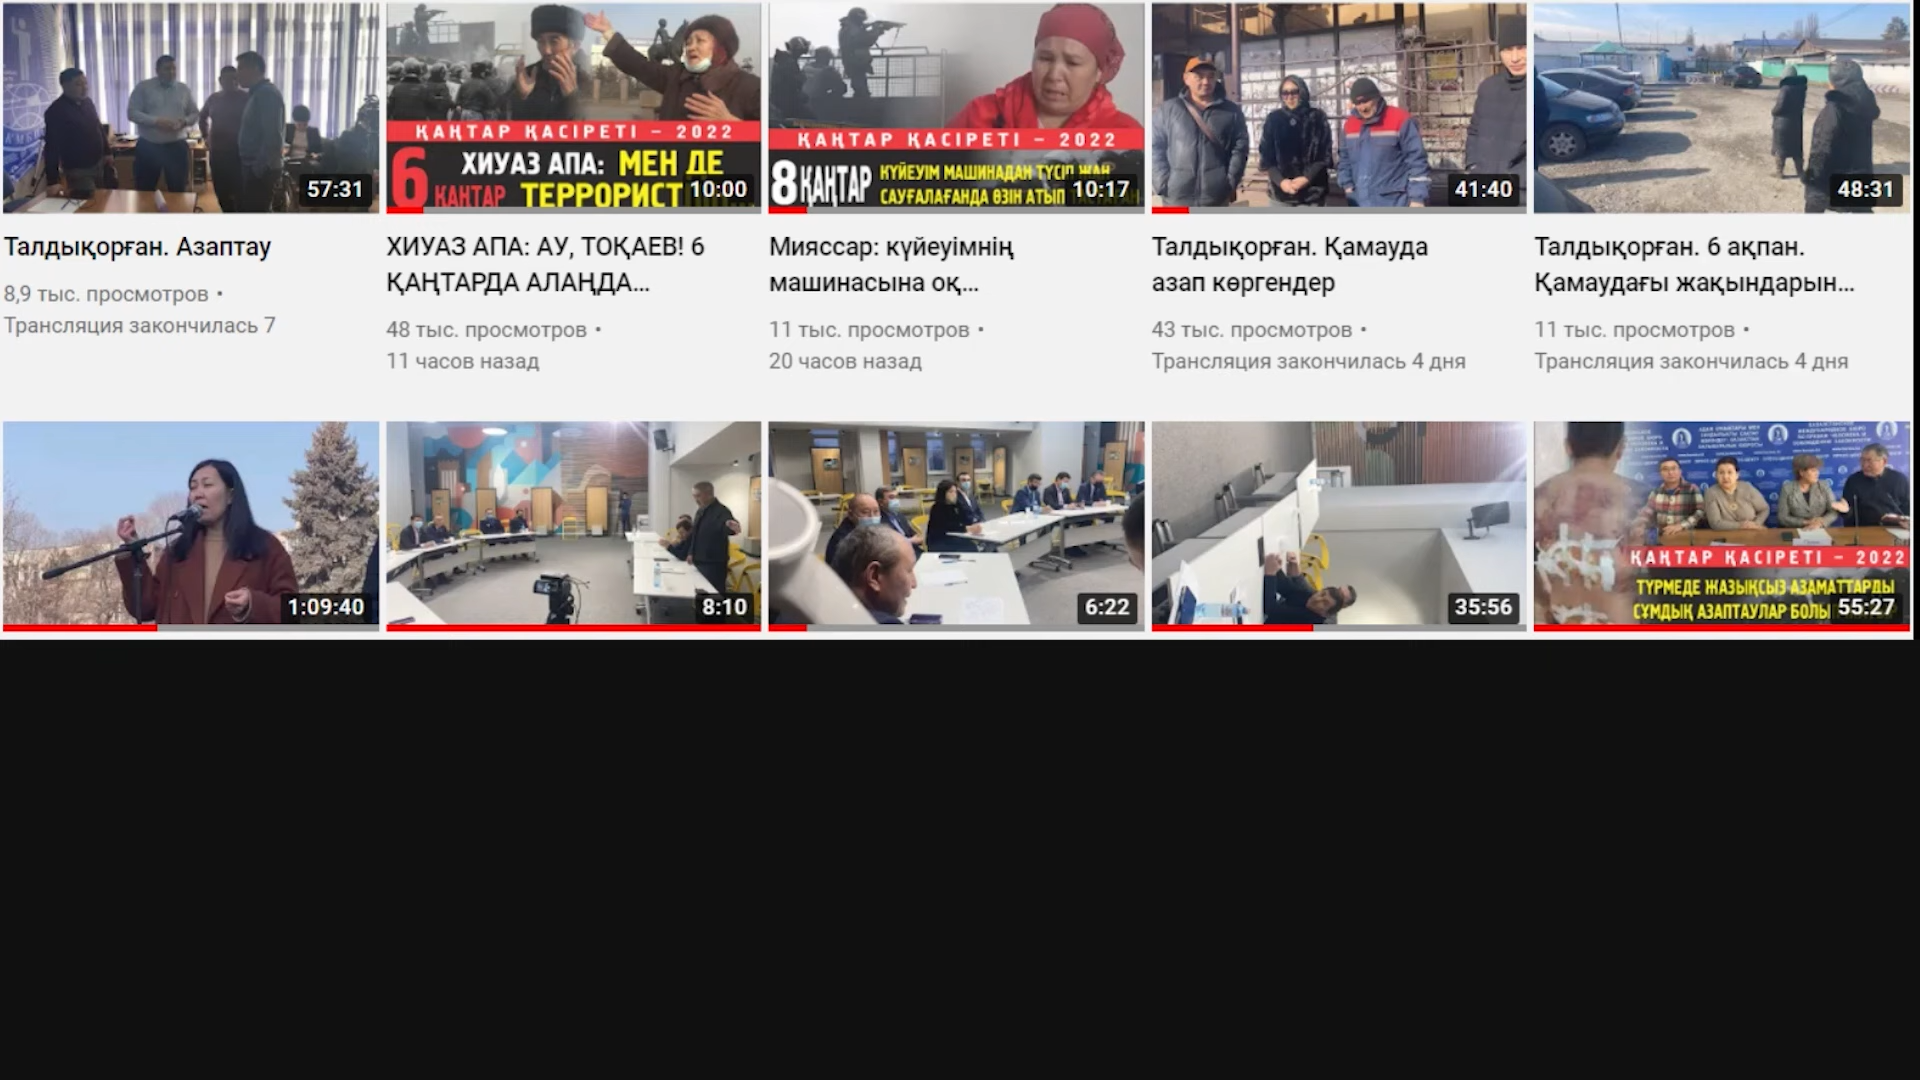 57:31
ҚАҢТАР ҚАСІРЕТІ – 2022
6 ҚАҢТАР
ХИУАЗ АПА: МЕН ДЕ
ТЕРРОРИСТ
10:00
ҚАҢТАР ҚАСІРЕТІ – 2022
8 ҚАҢТАР
КҮЙЕУІМ МАШИНАДАН ТҮСІП ЖАН
САУҒАЛАҒАНДА ӨЗІН АТЫП ТАСТАҒАН
10:17
41:40
48:31
Талдықорған. Азаптау
8,9 тыс. просмотров •
Трансляция закончилась 7
ХИУАЗ АПА: АУ, ТОҚАЕВ! 6
ҚАҢТАРДА АЛАҢДА...
48 тыс. просмотров •
11 часов назад
Мияссар: күйеуімнің
машинасына оқ...
11 тыс. просмотров •
20 часов назад
Талдықорған. Қамауда
азап көргендер
43 тыс. просмотров •
Трансляция закончилась 4 дня
Талдықорған. 6 ақпан.
Қамаудағы жақындарын...
11 тыс. просмотров •
Трансляция закончилась 4 дня
1:09:40
8:10
6:22
35:56
ҚАҢТАР ҚАСІРЕТІ – 2022
ТҮРМЕДЕ ЖАЗЫҚСЫЗ АЗАМАТТАРДЫ
СҰМДЫҚ АЗАПТАУЛАР
55:27